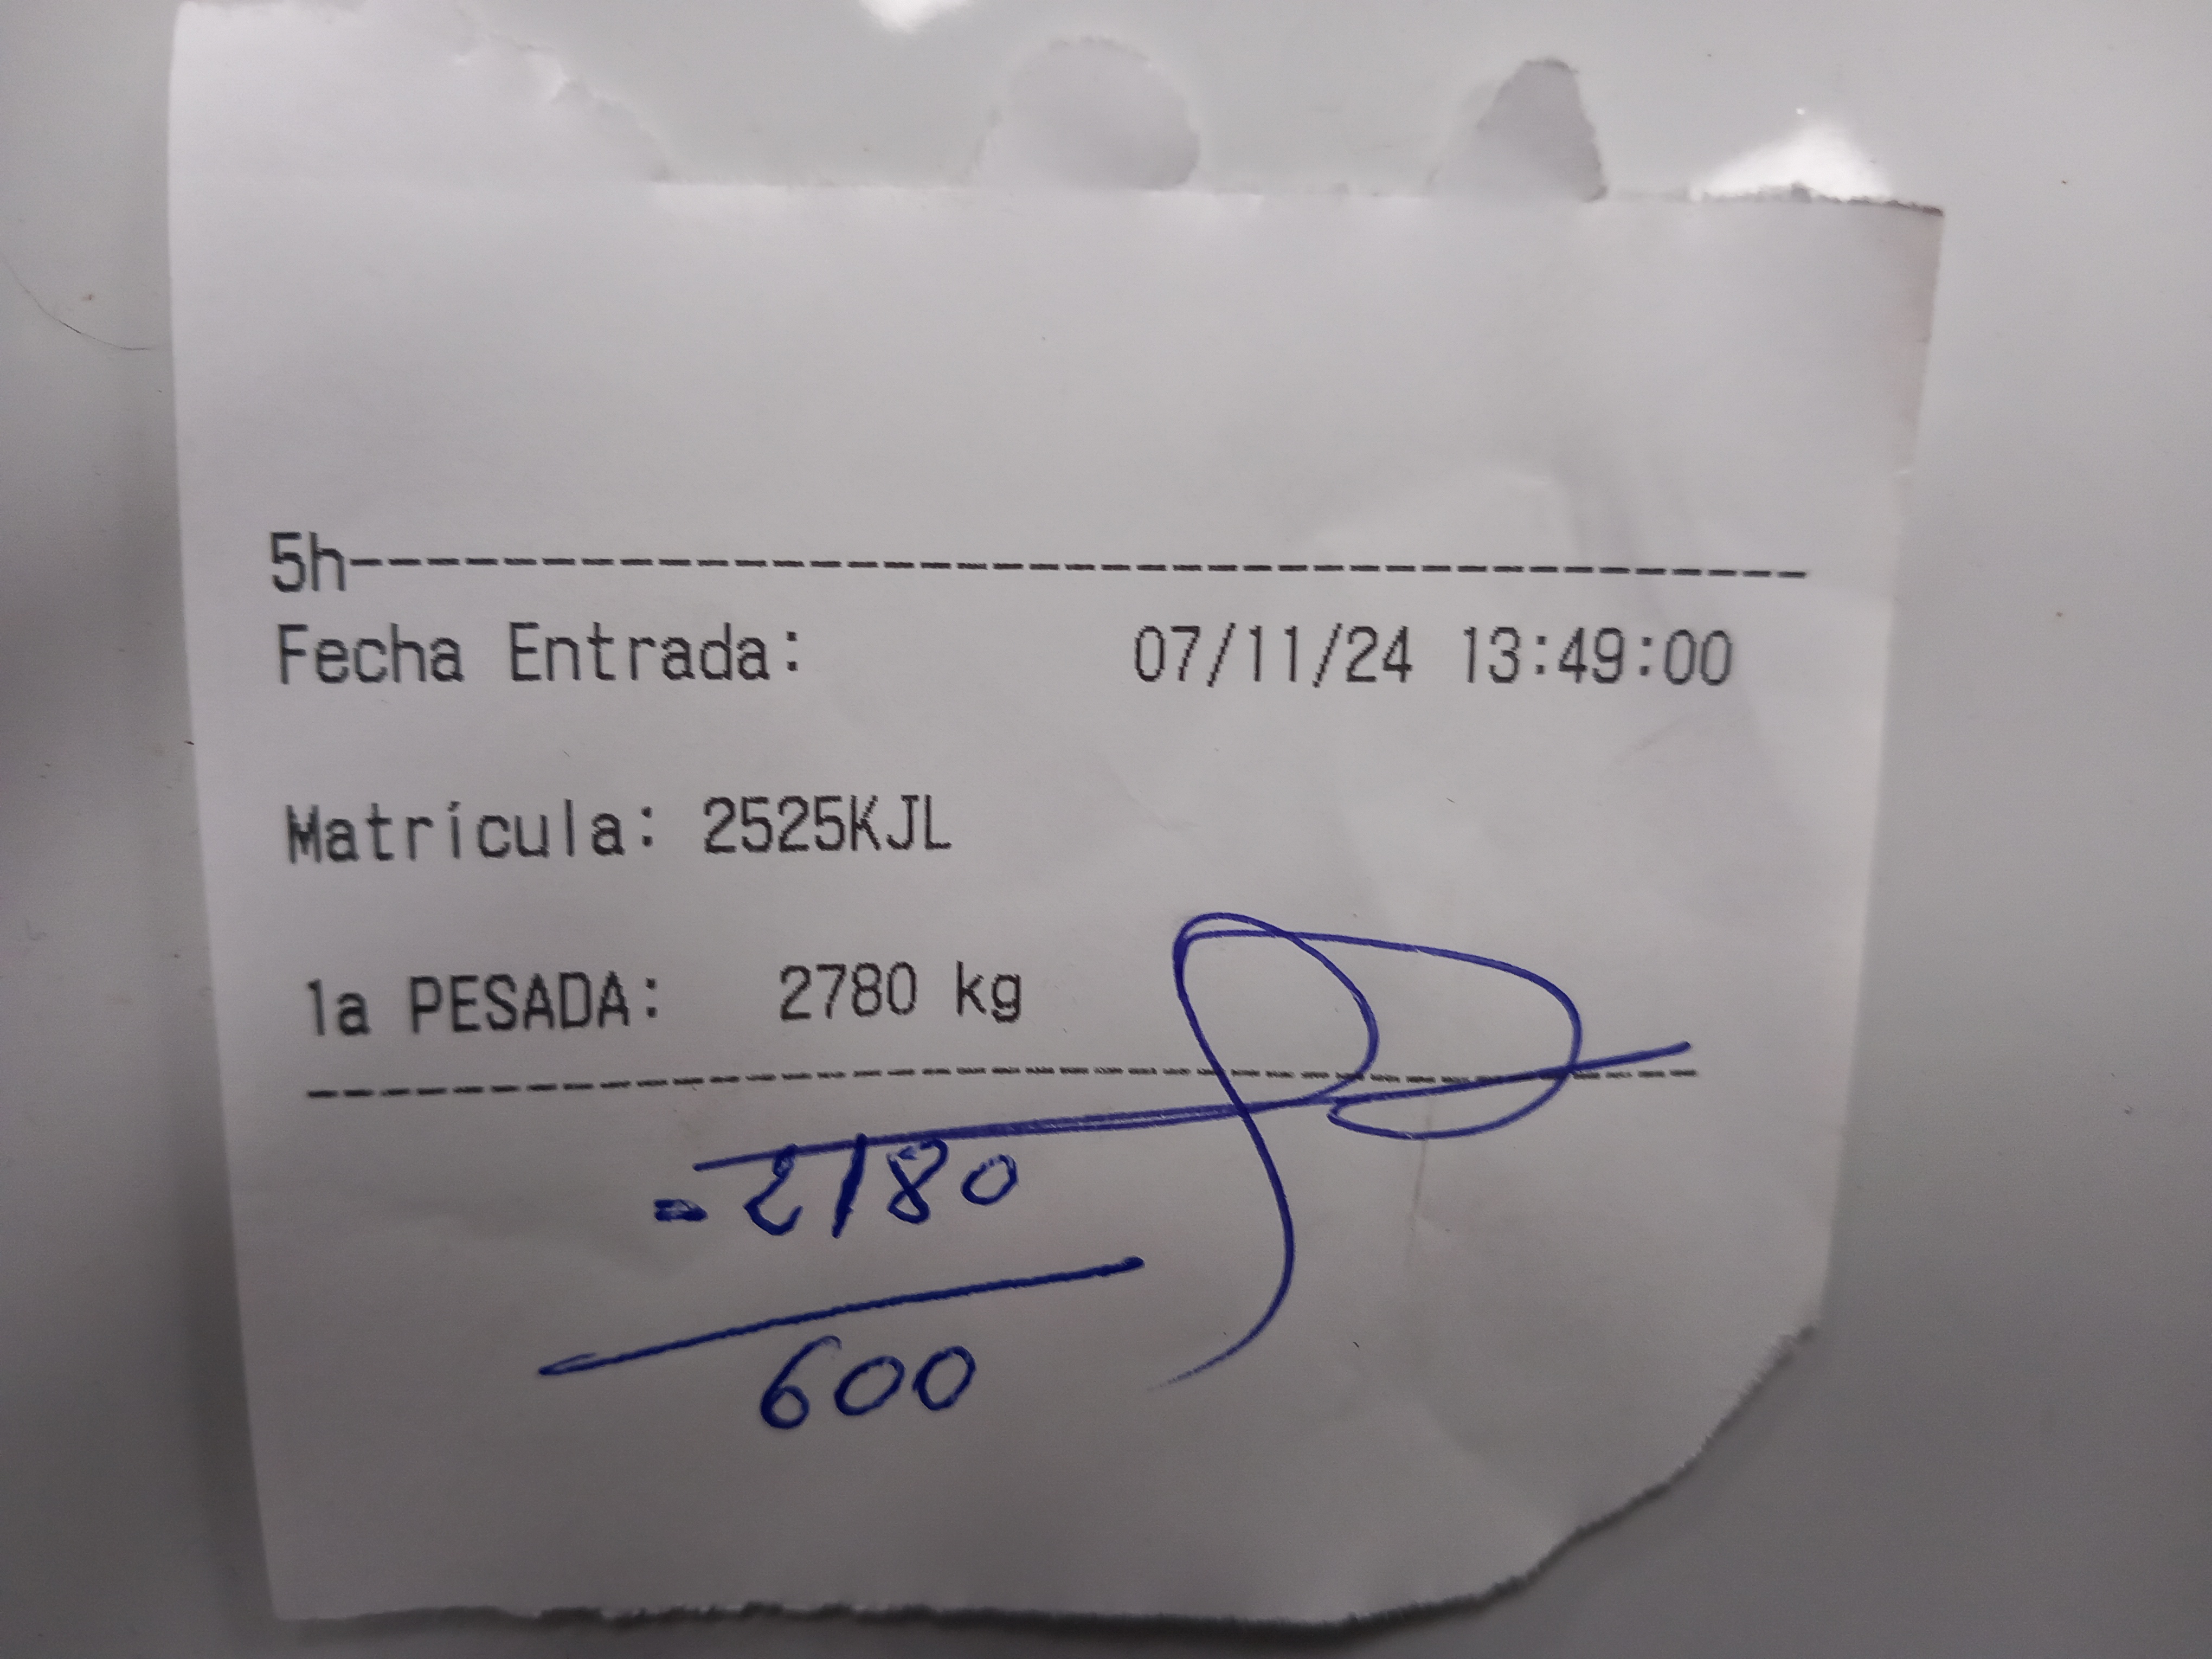 5h----------------------------------------
Fecha Entrada: 07/11/24 13:49:00
Matrícula: 2525KJL
1a PESADA: 2780 kg
----------------------------------------
- 2180
600